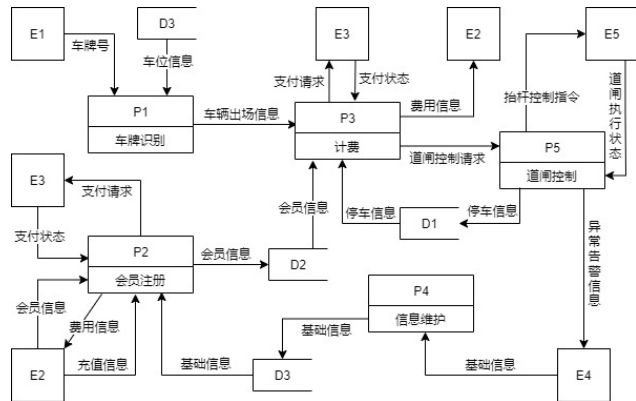 E1
D3
E3
E2
E5
车牌号
车位信息
支付请求
支付状态
费用信息
抬杆控制指令
道闸执行状态
P1
车牌识别
车辆出场信息
P3
计费
道闸控制请求
P5
道闸控制
E3
支付请求
会员信息
停车信息
D1
停车信息
支付状态
P2
会员注册
会员信息
D2
异常告警信息
P4
信息维护
会员信息
费用信息
基础信息
E2
充值信息
基础信息
D3
基础信息
E4